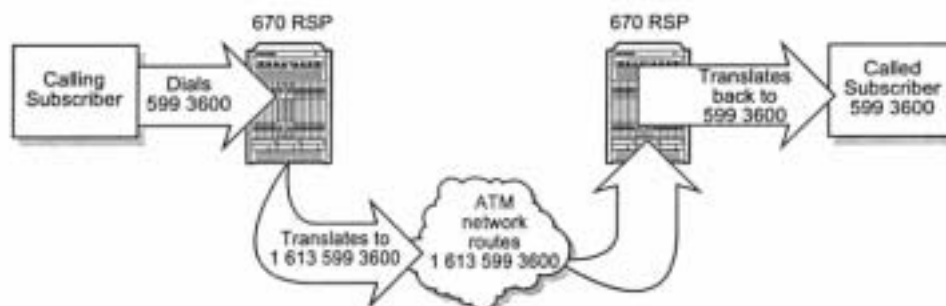 670 RSP
670 RSP
Calling
Subscriber
Dials
599 3600
Translates
back to
599 3600
Called
Subscriber
599 3600
Translates to
1 613 599 3600
ATM
network
routes
1 613 599 3600